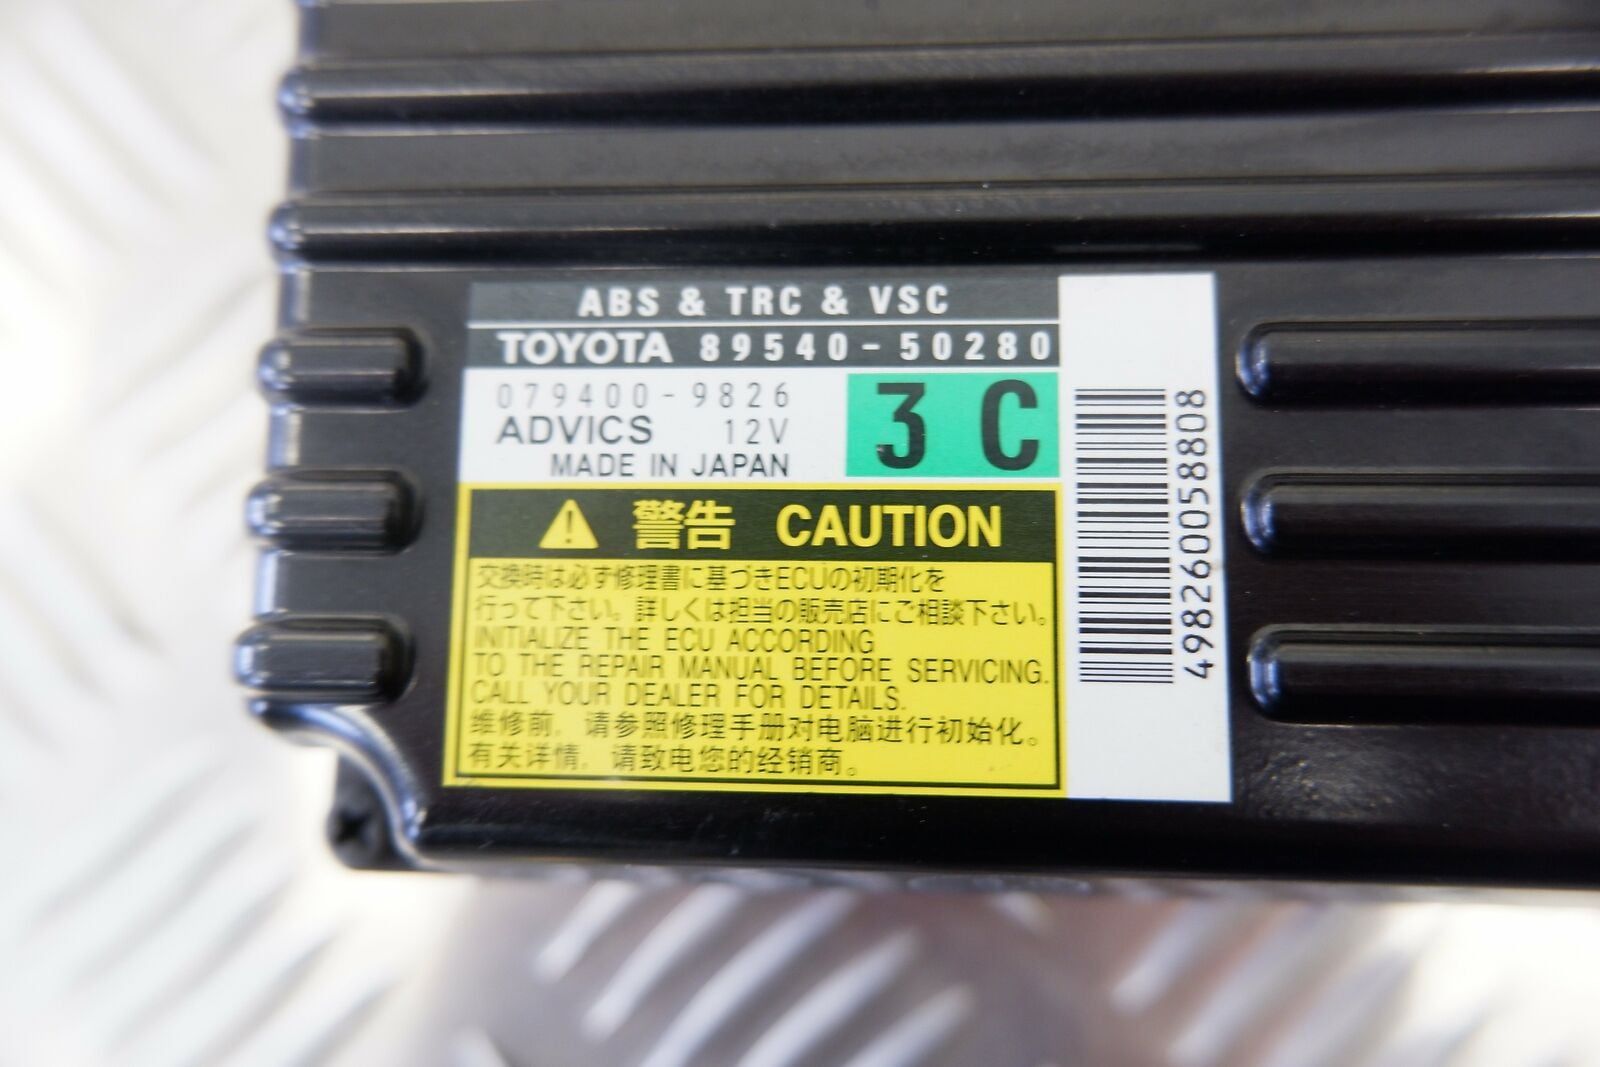 ABS & TRC & VSC
TOYOTA 89540-50280
079400-9826
ADVICS 12V
MADE IN JAPAN
3C
警告 CAUTION
交換時は必ず修理書に基づきECUの初期化を
行って下さい。詳しくは担当の販売店にご相談下さい。
INITIALIZE THE ECU ACCORDING
TO THE REPAIR MANUAL BEFORE SERVICING.
CALL YOUR DEALER FOR DETAILS.
维修前，请参照修理手册对电脑进行初始化。
有关详情，请致电您的经销商。
498260058808